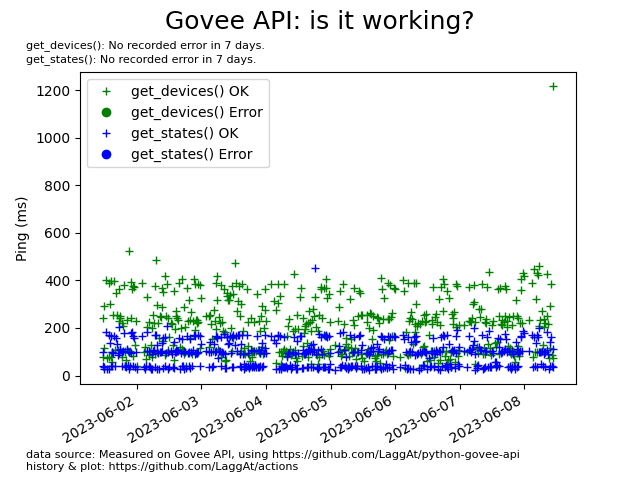 Govee API: is it working?
get_devices(): No recorded error in 7 days.
get_states(): No recorded error in 7 days.
get_devices() OK
get_devices() Error
get_states() OK
get_states() Error
1200
1000
800
600
400
200
0
Ping (ms)
2023-06-02
2023-06-03
2023-06-04
2023-06-05
2023-06-06
2023-06-07
2023-06-08
data source: Measured on Govee API, using https://github.com/LaggAt/python-govee-api
history & plot: https://github.com/LaggAt/actions